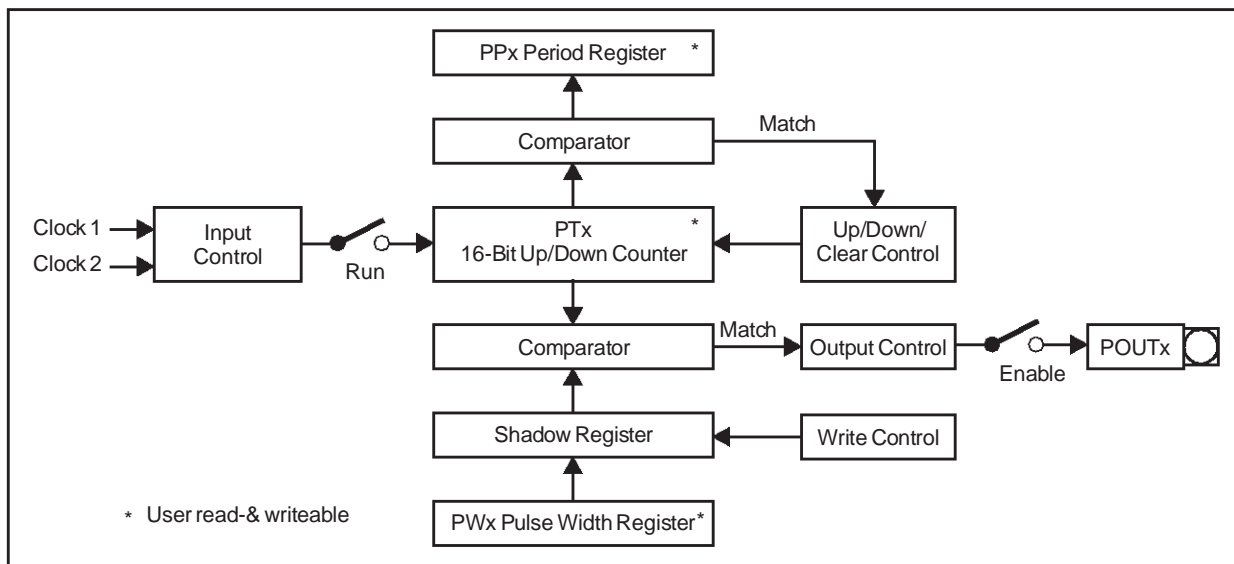 PPx Period Register *
Comparator
Match
Clock 1
Clock 2
Input
Control
Run
PTx *
16-Bit Up/Down Counter
Up/Down/
Clear Control
Comparator
Match
Output Control
Enable
POUTx
Shadow Register
Write Control
PWx Pulse Width Register*
* User read-& writeable